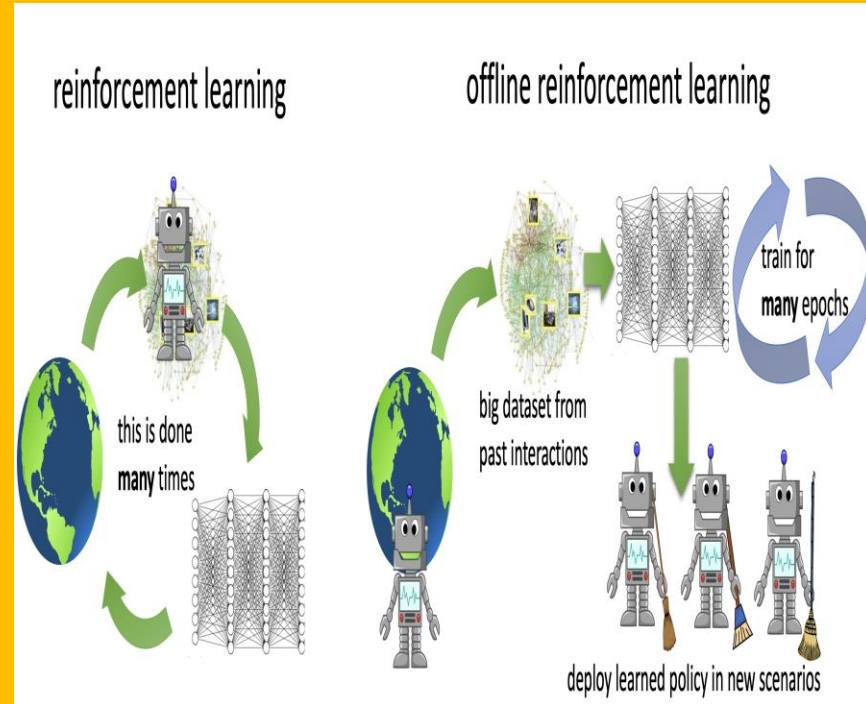 reinforcement learning
offline reinforcement learning
this is done
many times
big dataset from
past interactions
train for
many epochs
deploy learned policy in new scenarios